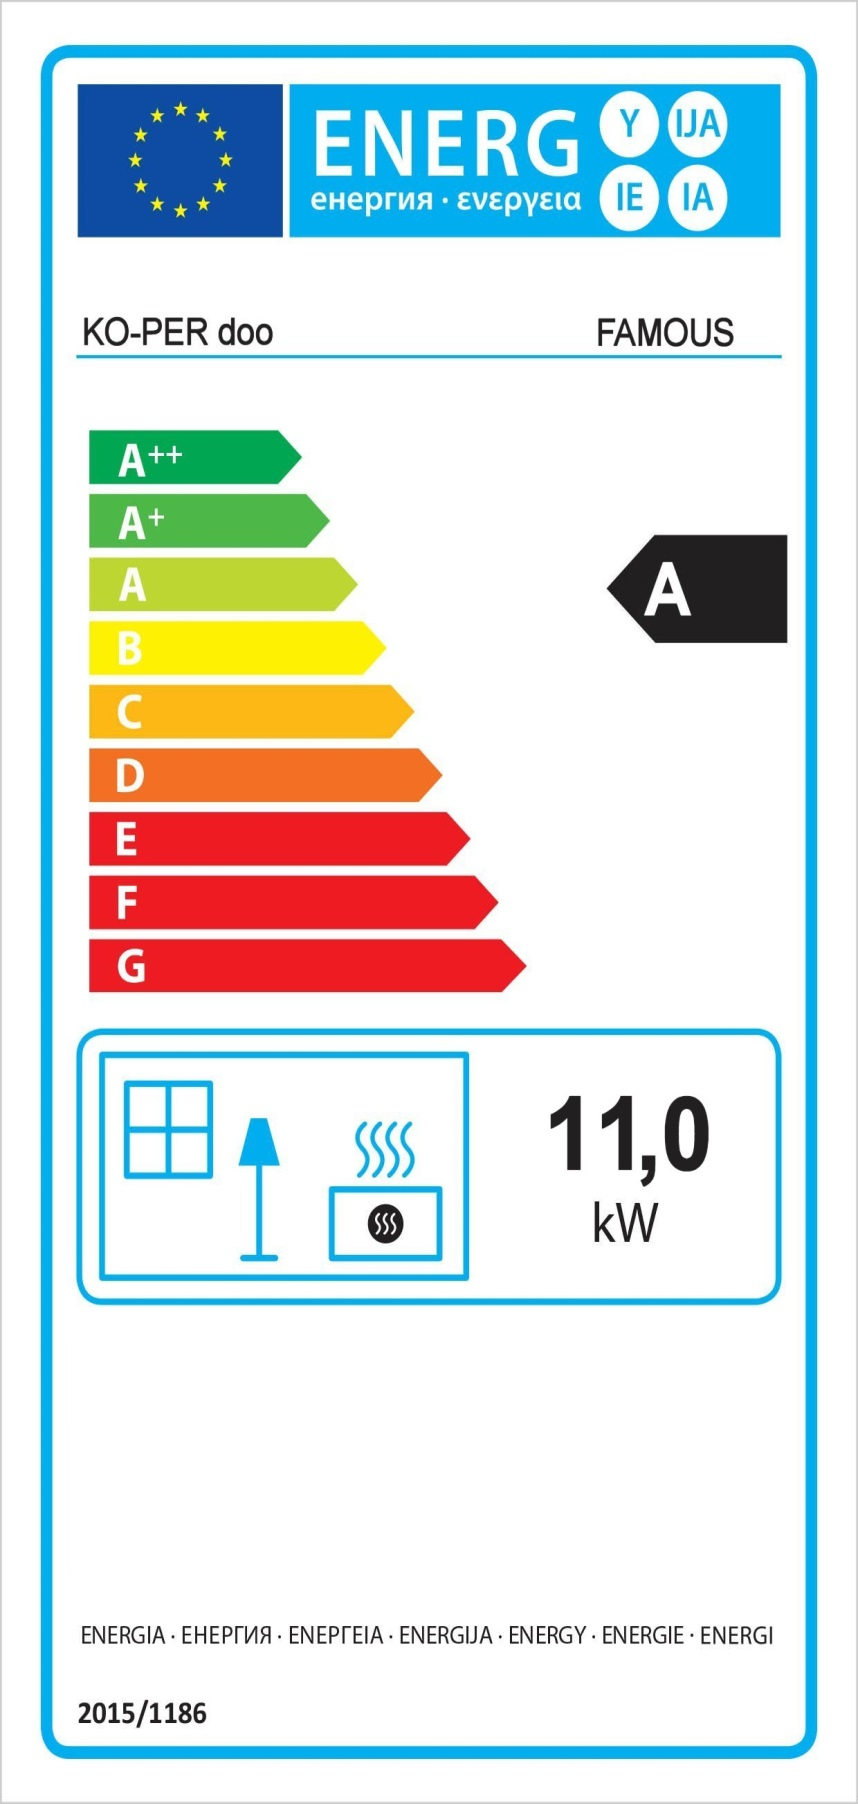 ENERG Y IJA
енергия · ενεργεια IE IA
KO-PER doo FAMOUS
A++
A+
A
A
B
C
D
E
F
G
11,0
kW
ENERGIA · ЕНЕРГИЯ · ΕΝΕΡΓΕΙΑ · ENERGIJA · ENERGY · ENERGIE · ENERGI
2015/1186